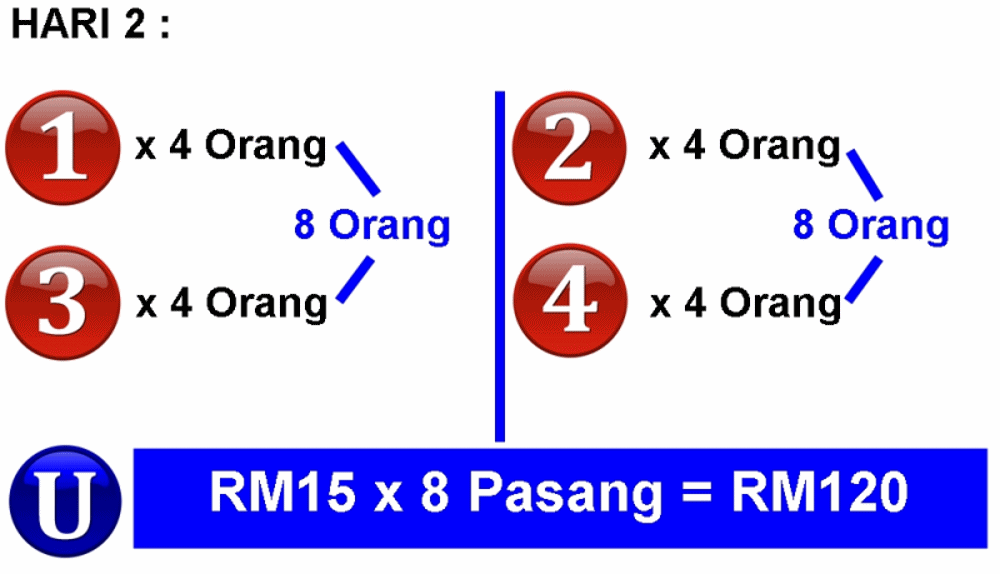 HARI 2 :
1 x 4 Orang
2 x 4 Orang
8 Orang
8 Orang
3 x 4 Orang
4 x 4 Orang
U RM15 x 8 Pasang = RM120